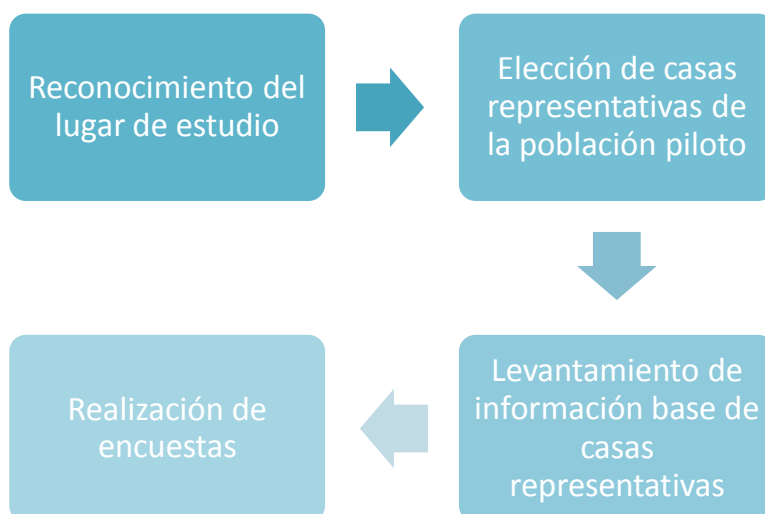 Reconocimiento del
lugar de estudio
Elección de casas
representativas de
la población piloto
Levantamiento de
información base de
casas
representativas
Realización de
encuestas